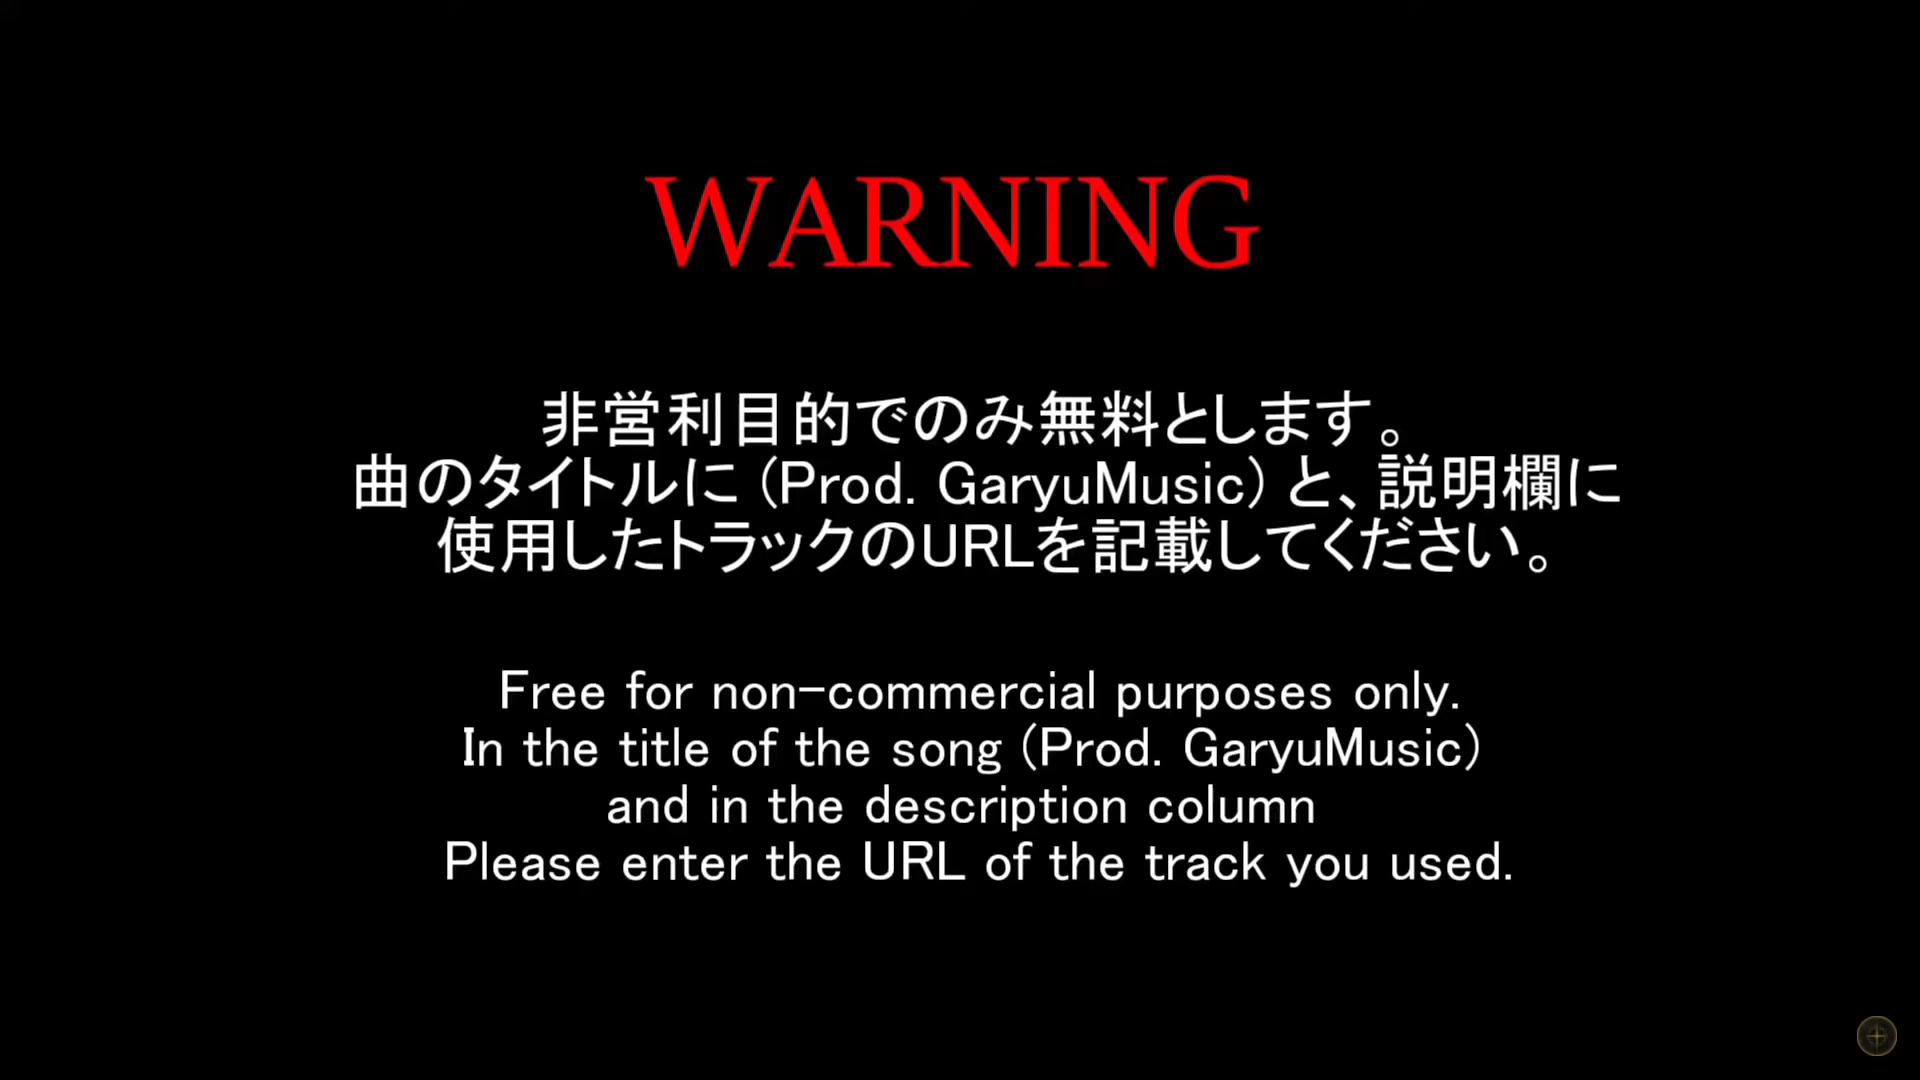 WARNING
非営利目的でのみ無料とします。
曲のタイトルに (Prod. GaryuMusic) と、説明欄に
使用したトラックのURLを記載してください。
Free for non-commercial purposes only.
In the title of the song (Prod. GaryuMusic)
and in the description column
Please enter the URL of the track you used.